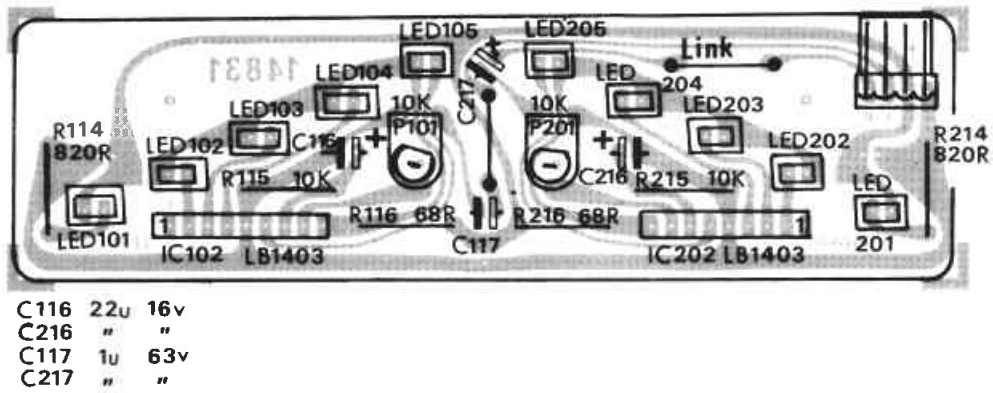 LED105
LED205
Link
14831
LED104
LED
204
C217
LED103
10K
10K
LED203
R114
820R
C116
P101
P201
R214
820R
LED102
LED202
C216
R115 10K
R215 10K
LED
R116 68R
R216 68R
LED101
1
1
201
C117
IC102 LB1403
IC202 LB1403
C116 22u 16v
C216 " "
C117 1u 63v
C217 " "